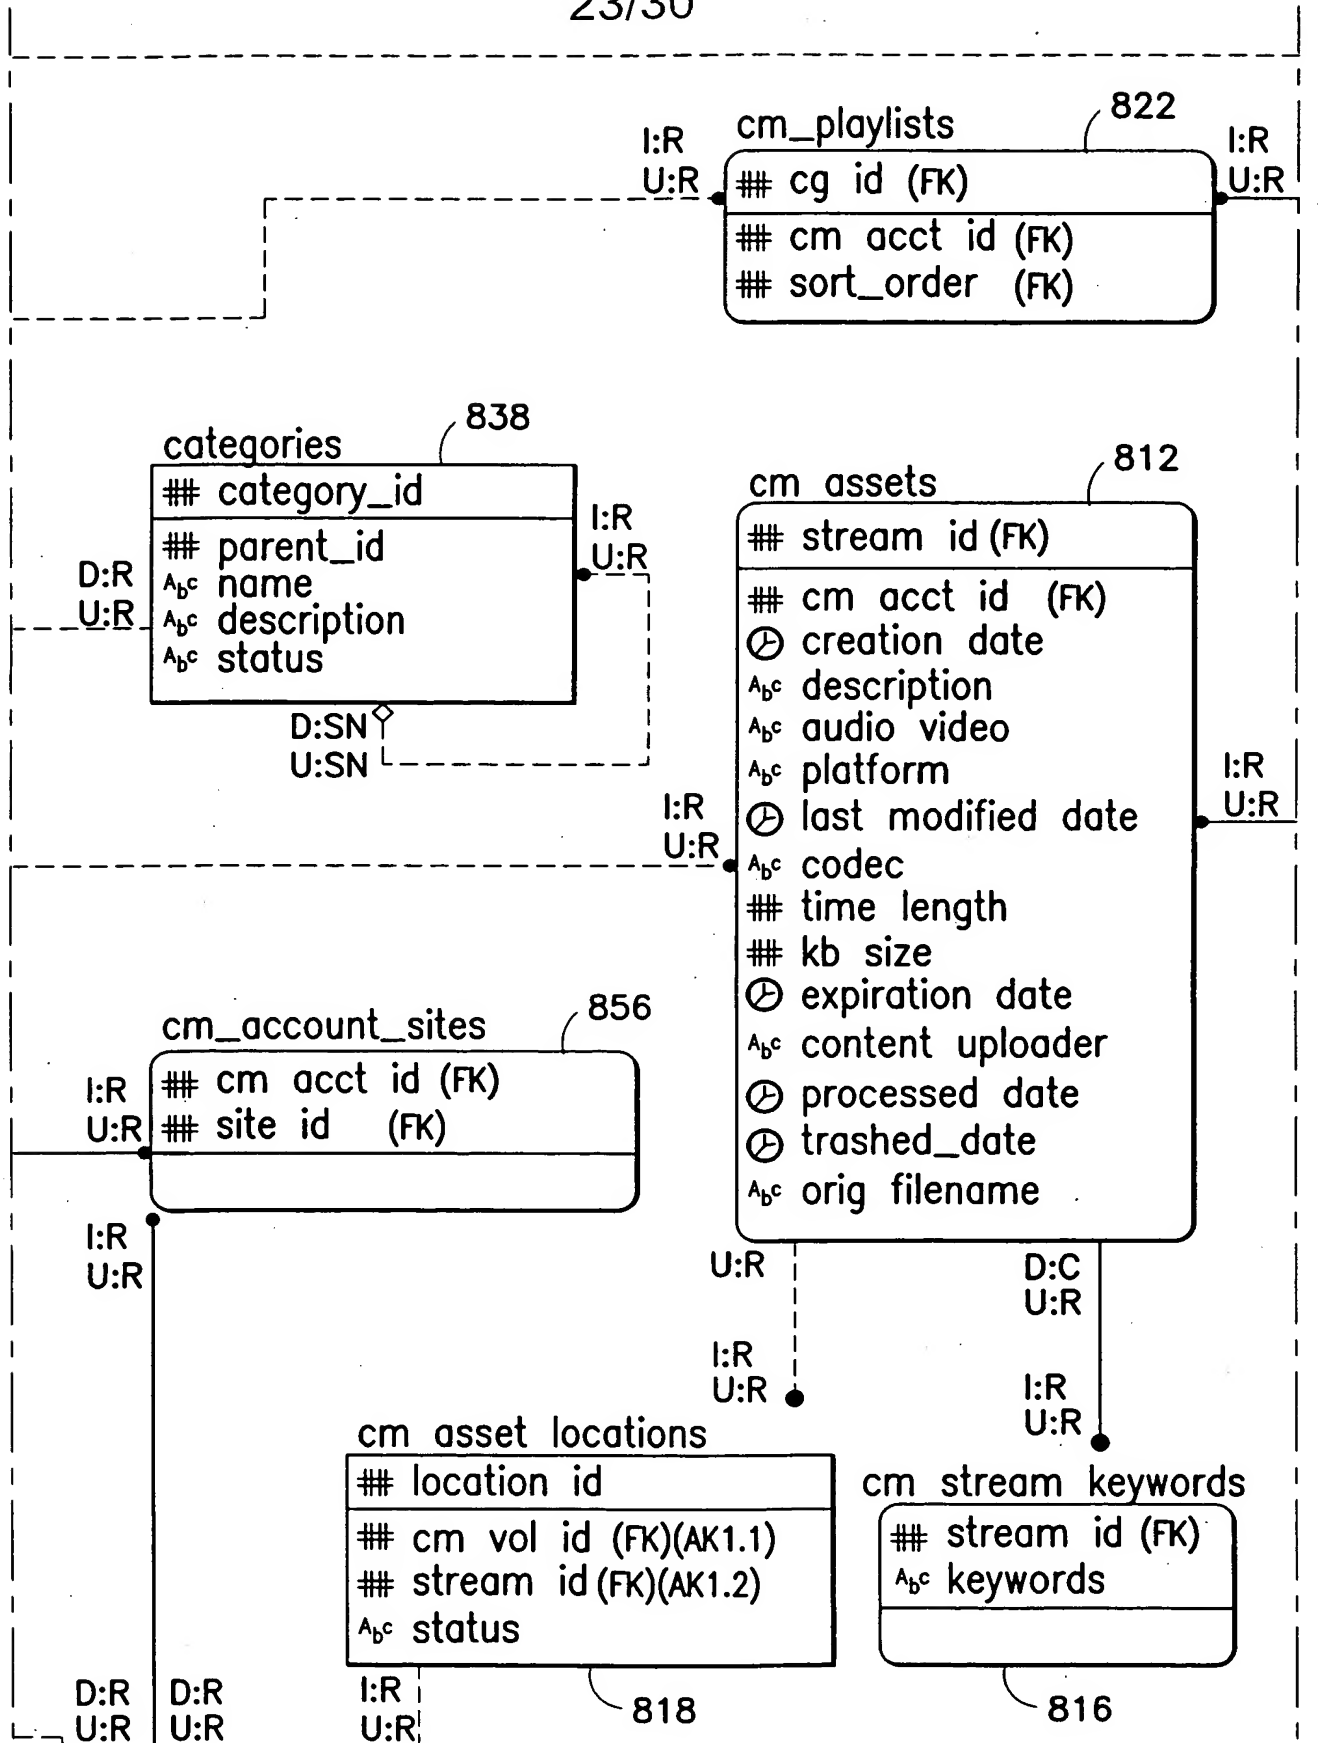 23/30
cm_playlists
822
I:R
U:R
I:R
U:R
## cg id (FK)
## cm acct id (FK)
## sort_order (FK)
categories
838
## category_id
## parent_id
Abc name
Abc description
Abc status
I:R
U:R
D:R
U:R
D:SN
U:SN
cm assets
812
## stream id (FK)
## cm acct id (FK)
creation date
Abc description
Abc audio video
Abc platform
last modified date
Abc codec
## time length
## kb size
expiration date
Abc content uploader
processed date
trashed_date
Abc orig filename
I:R
U:R
I:R
U:R
cm_account_sites
856
## cm acct id (FK)
## site id (FK)
I:R
U:R
I:R
U:R
U:R
D:C
U:R
I:R
U:R
I:R
U:R
cm asset locations
## location id
## cm vol id (FK)(AK1.1)
## stream id (FK)(AK1.2)
Abc status
818
cm stream keywords
## stream id (FK)
Abc keywords
816
D:R
U:R
D:R
U:R
I:R
U:R